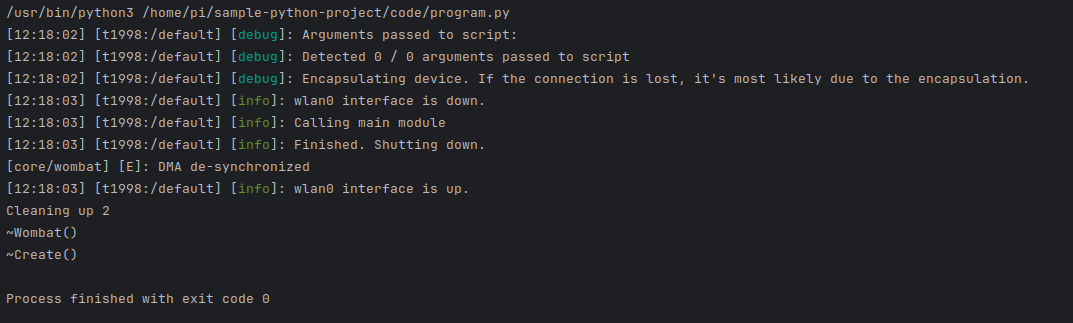 /usr/bin/python3 /home/pi/sample-python-project/code/program.py
[12:18:02] [t1998:/default] [debug]: Arguments passed to script:
[12:18:02] [t1998:/default] [debug]: Detected 0 / 0 arguments passed to script
[12:18:02] [t1998:/default] [debug]: Encapsulating device. If the connection is lost, it's most likely due to the encapsulation.
[12:18:03] [t1998:/default] [info]: wlan0 interface is down.
[12:18:03] [t1998:/default] [info]: Calling main module
[12:18:03] [t1998:/default] [info]: Finished. Shutting down.
[core/wombat] [E]: DMA de-synchronized
[12:18:03] [t1998:/default] [info]: wlan0 interface is up.
Cleaning up 2
~Wombat()
~Create()
Process finished with exit code 0